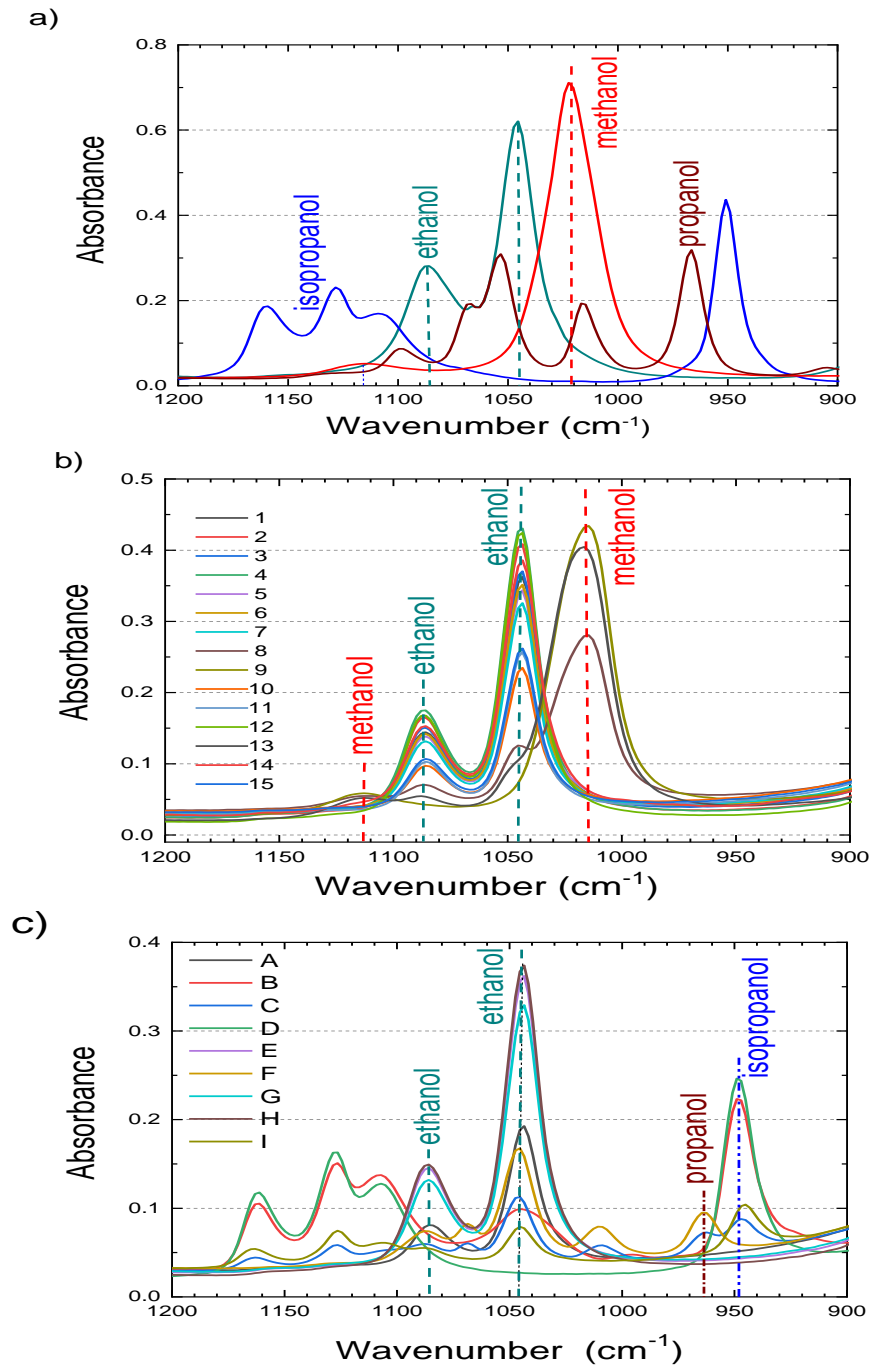 a)
0.8
0.6
0.4
0.2
0.0
Absorbance
isopropanol
ethanol
methanol
propanol
1200 1150 1100 1050 1000 950 900
Wavenumber (cm-1)
b)
0.5
0.4
0.3
0.2
0.1
0.0
Absorbance
1
2
3
4
5
6
7
8
9
10
11
12
13
14
15
methanol
ethanol
ethanol
methanol
1200 1150 1100 1050 1000 950 900
Wavenumber (cm-1)
c)
0.4
0.3
0.2
0.1
0.0
Absorbance
A
B
C
D
E
F
G
H
I
ethanol
ethanol
propanol
isopropanol
1200 1150 1100 1050 1000 950 900
Wavenumber (cm-1)